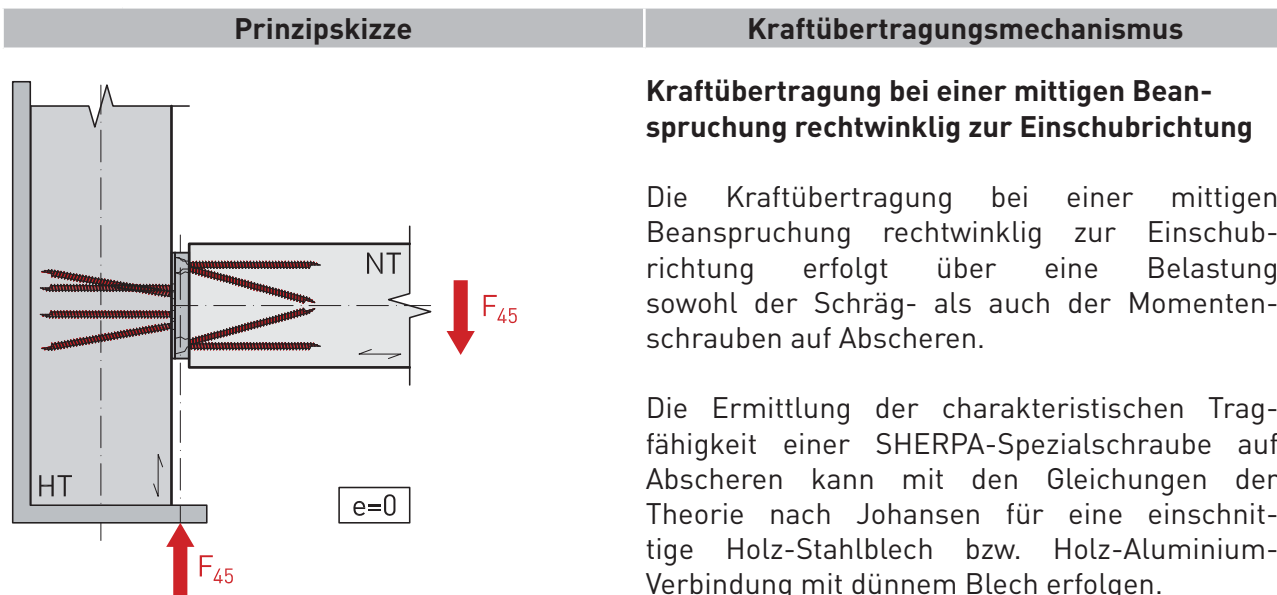 Prinzipskizze
Kraftübertragungsmechanismus
NT
F45
HT
e=0
F45
Kraftübertragung bei einer mittigen Bean-
spruchung rechtwinklig zur Einschubrichtung
Die Kraftübertragung bei einer mittigen
Beanspruchung rechtwinklig zur Einschub-
richtung erfolgt über eine Belastung
sowohl der Schräg- als auch der Momenten-
schrauben auf Abscheren.
Die Ermittlung der charakteristischen Trag-
fähigkeit einer SHERPA-Spezialschraube auf
Abscheren kann mit den Gleichungen der
Theorie nach Johansen für eine einschnit-
tige Holz-Stahlblech bzw. Holz-Aluminium-
Verbindung mit dünnem Blech erfolgen.